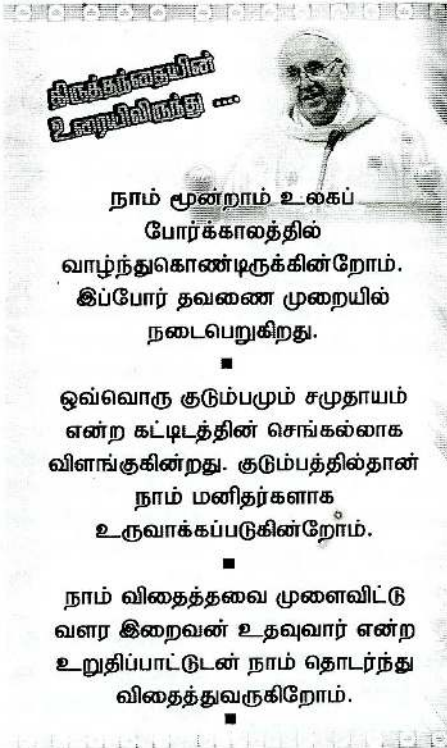 திருத்தந்தையின்
உரையிலிருந்து ....
நாம் மூன்றாம் உலகப்
போர்க்காலத்தில்
வாழ்ந்துகொண்டிருக்கின்றோம்.
இப்போர் தவணை முறையில்
நடைபெறுகிறது.
ஒவ்வொரு குடும்பமும் சமுதாயம்
என்ற கட்டிடத்தின் செங்கல்லாக
விளங்குகின்றது. குடும்பத்தில்தான்
நாம் மனிதர்களாக
உருவாக்கப்படுகின்றோம்.
நாம் விதைத்தவை முளைவிட்டு
வளர இறைவன் உதவுவார் என்ற
உறுதிப்பாட்டுடன் நாம் தொடர்ந்து
விதைத்துவருகிறோம்.